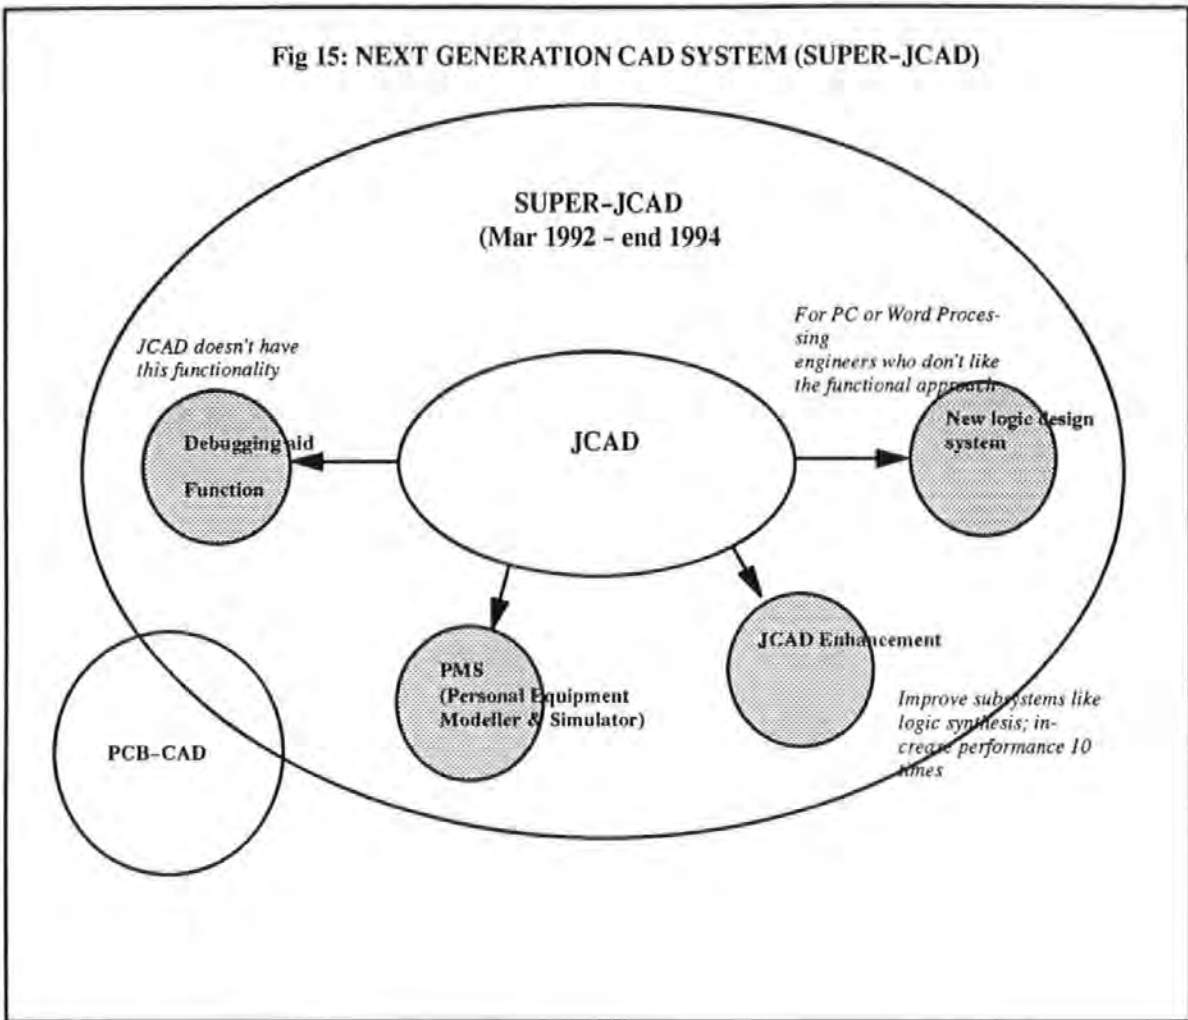 Fig 15: NEXT GENERATION CAD SYSTEM (SUPER-JCAD)
SUPER-JCAD
(Mar 1992 - end 1994
For PC or Word Proces-
sing
engineers who don't like
the functional approach
JCAD doesn't have
this functionality
Debugging aid
Function
JCAD
New logic design
system
PMS
(Personal Equipment
Modeller & Simulator)
JCAD Enhancement
Improve subsystems like
logic synthesis; in-
crease performance 10
times
PCB-CAD